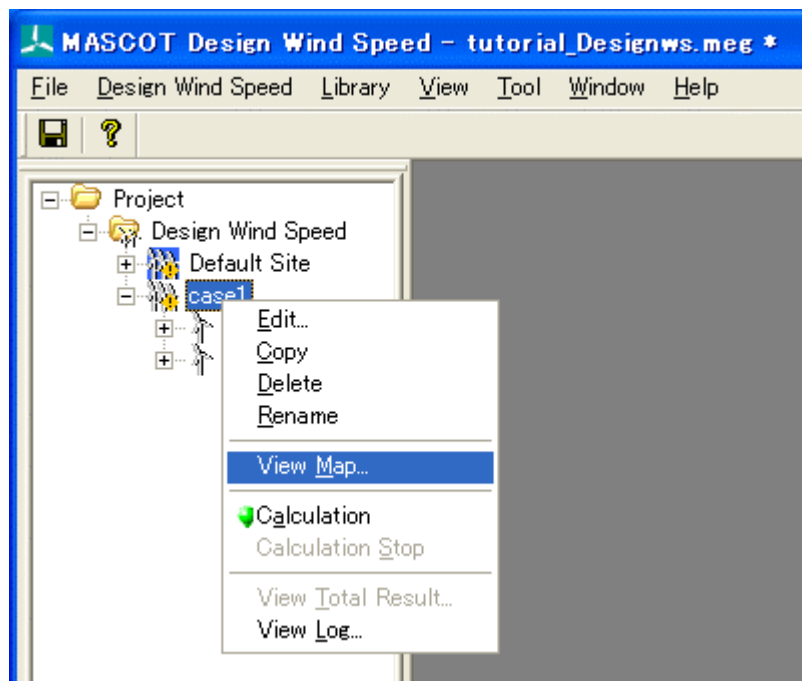 MASCOT Design Wind Speed - tutorial_Designws.meg *
File Design Wind Speed Library View Tool Window Help
Project
Design Wind Speed
Default Site
case1
Edit...
Copy
Delete
Rename
View Map...
Calculation
Calculation Stop
View Total Result...
View Log...